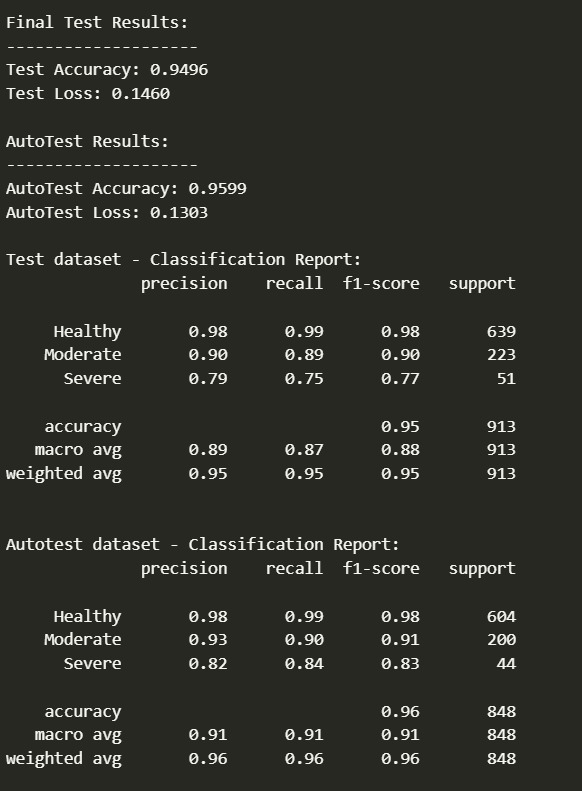 Final Test Results:
--------------------
Test Accuracy: 0.9496
Test Loss: 0.1460
AutoTest Results:
--------------------
AutoTest Accuracy: 0.9599
AutoTest Loss: 0.1303
Test dataset - Classification Report:
precision recall f1-score support
Healthy 0.98 0.99 0.98 639
Moderate 0.90 0.89 0.90 223
Severe 0.79 0.75 0.77 51
accuracy 0.95 913
macro avg 0.89 0.87 0.88 913
weighted avg 0.95 0.95 0.95 913
Autotest dataset - Classification Report:
precision recall f1-score support
Healthy 0.98 0.99 0.98 604
Moderate 0.93 0.90 0.91 200
Severe 0.82 0.84 0.83 44
accuracy 0.96 848
macro avg 0.91 0.91 0.91 848
weighted avg 0.96 0.96 0.96 848